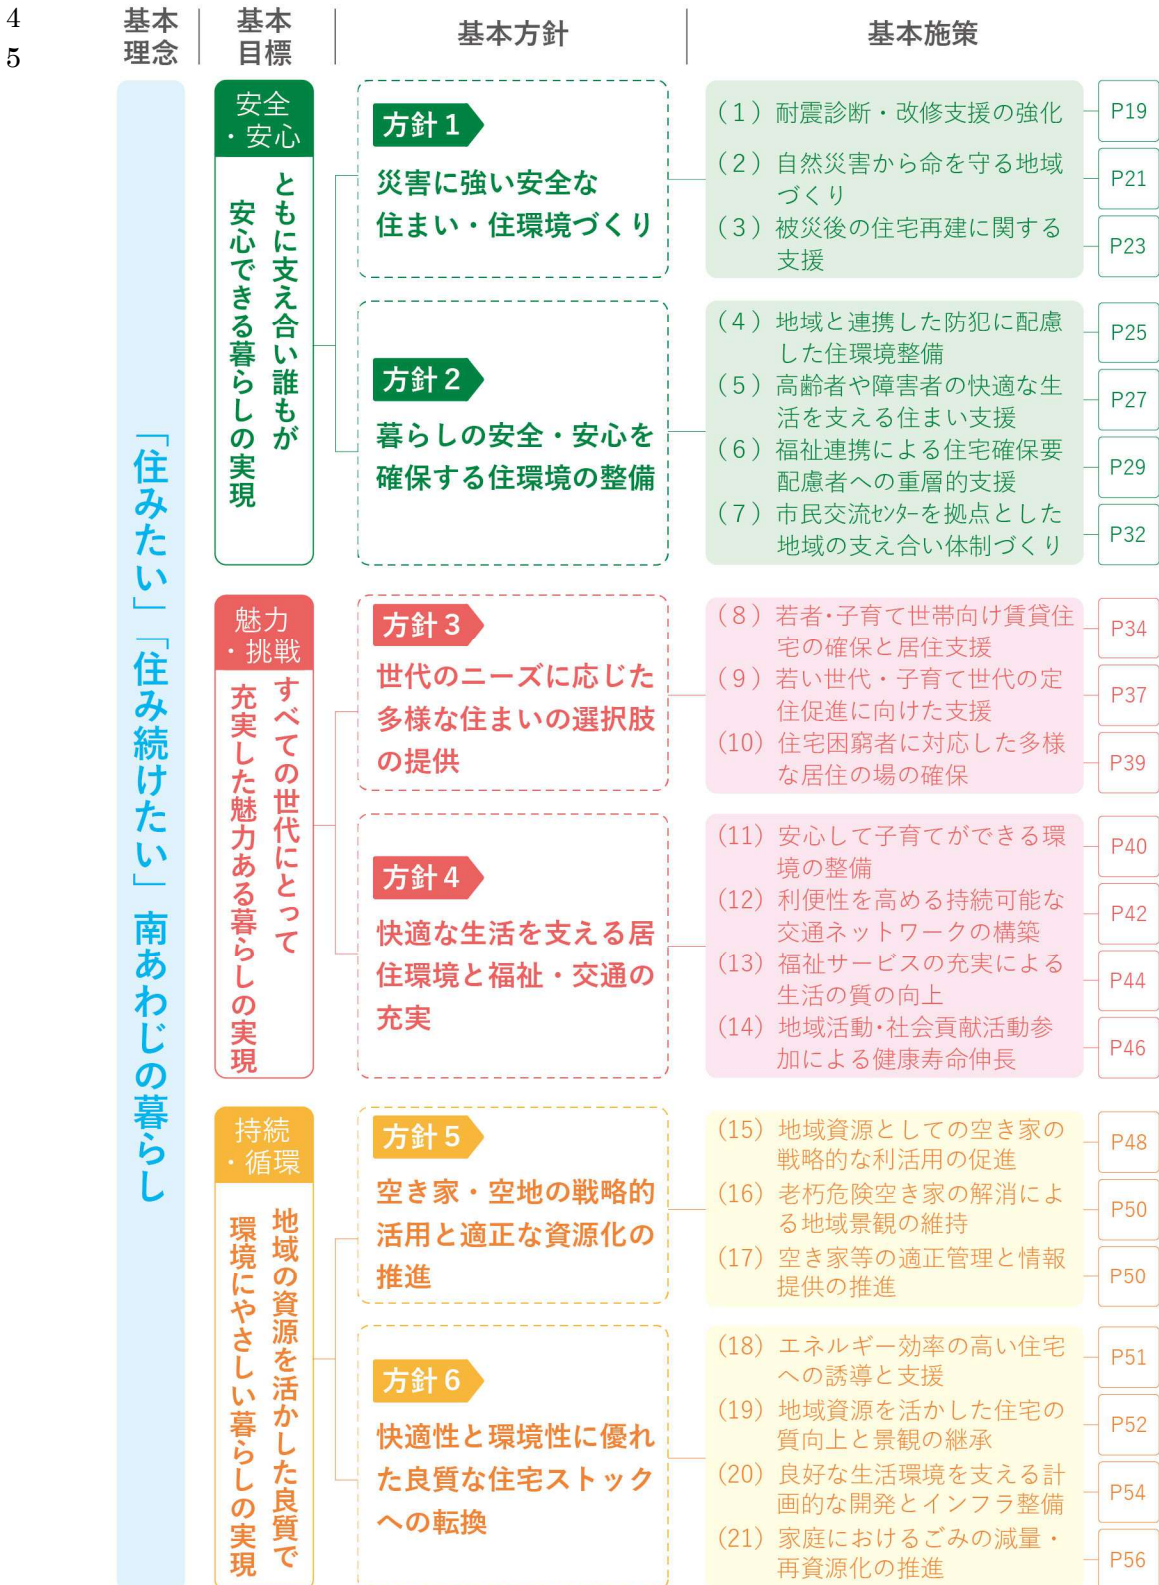 4
5
基本
理念
基本
目標
基本方針
基本施策
「住みたい」「住み続けたい」南あわじの暮らし
安全
・安心
ともに支え合い誰もが
安心できる暮らしの実現
方針1
災害に強い安全な
住まい・住環境づくり
(1) 耐震診断・改修支援の強化
P19
(2) 自然災害から命を守る地域
づくり
P21
(3) 被災後の住宅再建に関する
支援
P23
方針2
暮らしの安全・安心を
確保する住環境の整備
(4) 地域と連携した防犯に配慮
した住環境整備
P25
(5) 高齢者や障害者の快適な生
活を支える住まい支援
P27
(6) 福祉連携による住宅確保要
配慮者への重層的支援
P29
(7) 市民交流ｾﾝﾀｰを拠点とした
地域の支え合い体制づくり
P32
魅力
・挑戦
すべての世代にとって
充実した魅力ある暮らしの実現
方針3
世代のニーズに応じた
多様な住まいの選択肢
の提供
(8) 若者･子育て世帯向け賃貸住
宅の確保と居住支援
P34
(9) 若い世代・子育て世代の定
住促進に向けた支援
P37
(10) 住宅困窮者に対応した多様
な居住の場の確保
P39
方針4
快適な生活を支える居
住環境と福祉・交通の
充実
(11) 安心して子育てができる環
境の整備
P40
(12) 利便性を高める持続可能な
交通ネットワークの構築
P42
(13) 福祉サービスの充実による
生活の質の向上
P44
(14) 地域活動･社会貢献活動参
加による健康寿命伸長
P46
持続
・循環
地域の資源を活かした良質で
環境にやさしい暮らしの実現
方針5
空き家・空地の戦略的
活用と適正な資源化の
推進
(15) 地域資源としての空き家の
戦略的な利活用の促進
P48
(16) 老朽危険空き家の解消によ
る地域景観の維持
P50
(17) 空き家等の適正管理と情報
提供の推進
P50
方針6
快適性と環境性に優れ
た良質な住宅ストック
への転換
(18) エネルギー効率の高い住宅
への誘導と支援
P51
(19) 地域資源を活かした住宅の
質向上と景観の継承
P52
(20) 良好な生活環境を支える計
画的な開発とインフラ整備
P54
(21) 家庭におけるごみの減量・
再資源化の推進
P56